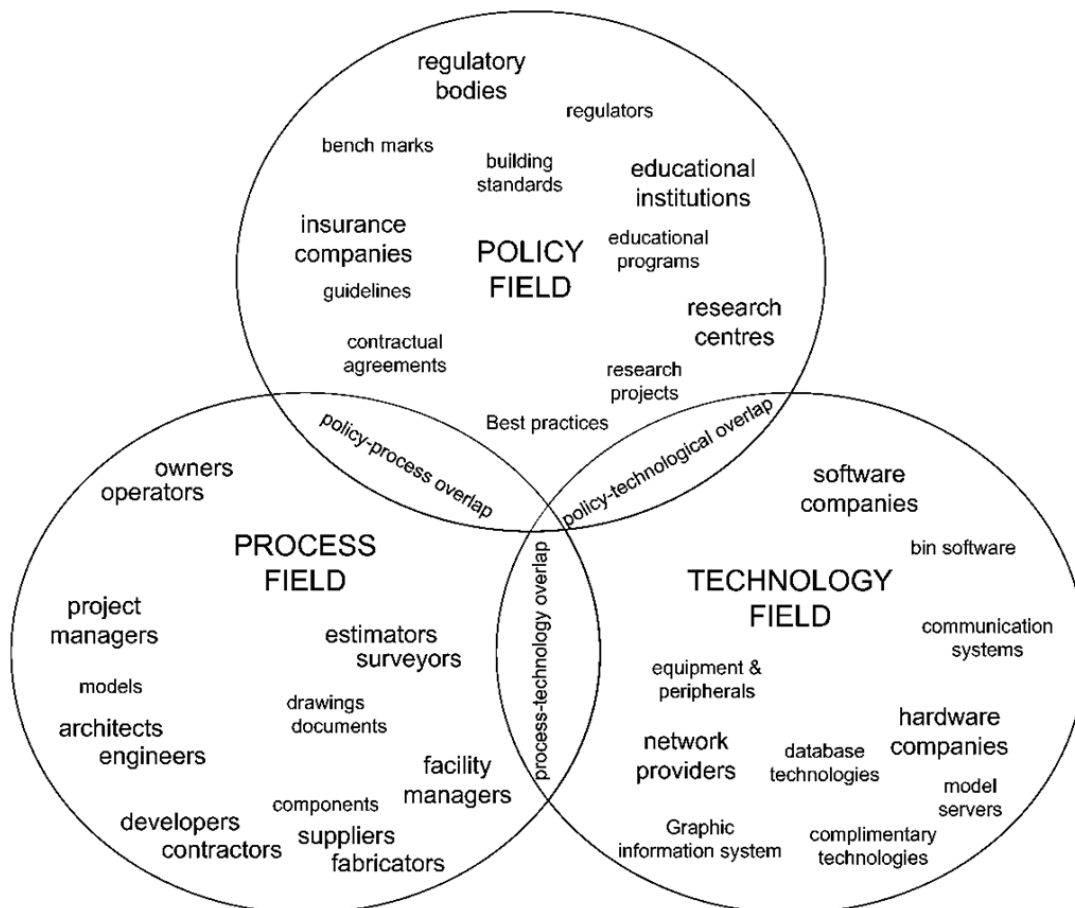 regulatory
bodies
regulators
bench marks
building
standards
educational
institutions
insurance
companies
educational
programs
POLICY
FIELD
guidelines
research
centres
contractual
agreements
research
projects
Best practices
policy-process overlap
policy-technological overlap
process-technology overlap
owners
operators
PROCESS
FIELD
project
managers
estimators
surveyors
models
drawings
documents
architects
engineers
facility
managers
components
developers
contractors
suppliers
fabricators
software
companies
bin software
TECHNOLOGY
FIELD
communication
systems
equipment &
peripherals
hardware
companies
network
providers
database
technologies
model
servers
Graphic
information system
complimentary
technologies